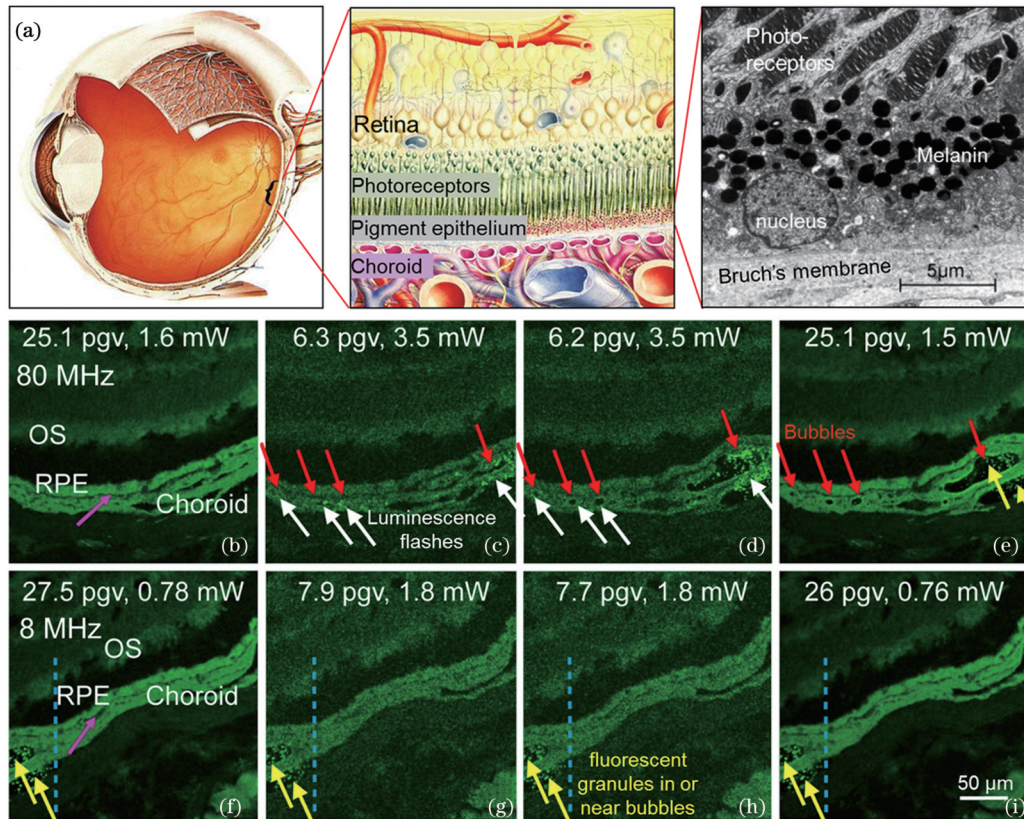 (a)
Retina
Photoreceptors
Pigment epithelium
Choroid
Photo-
receptors
Melanin
nucleus
Bruch's membrane
5μm
25.1 pgv, 1.6 mW
80 MHz
OS
RPE
Choroid
(b)
6.3 pgv, 3.5 mW
Luminescence
flashes
(c)
6.2 pgv, 3.5 mW
(d)
25.1 pgv, 1.5 mW
Bubbles
(e)
27.5 pgv, 0.78 mW
8 MHz
OS
RPE
Choroid
(f)
7.9 pgv, 1.8 mW
(g)
7.7 pgv, 1.8 mW
fluorescent
granules in or
near bubbles
(h)
26 pgv, 0.76 mW
50 μm
(i)